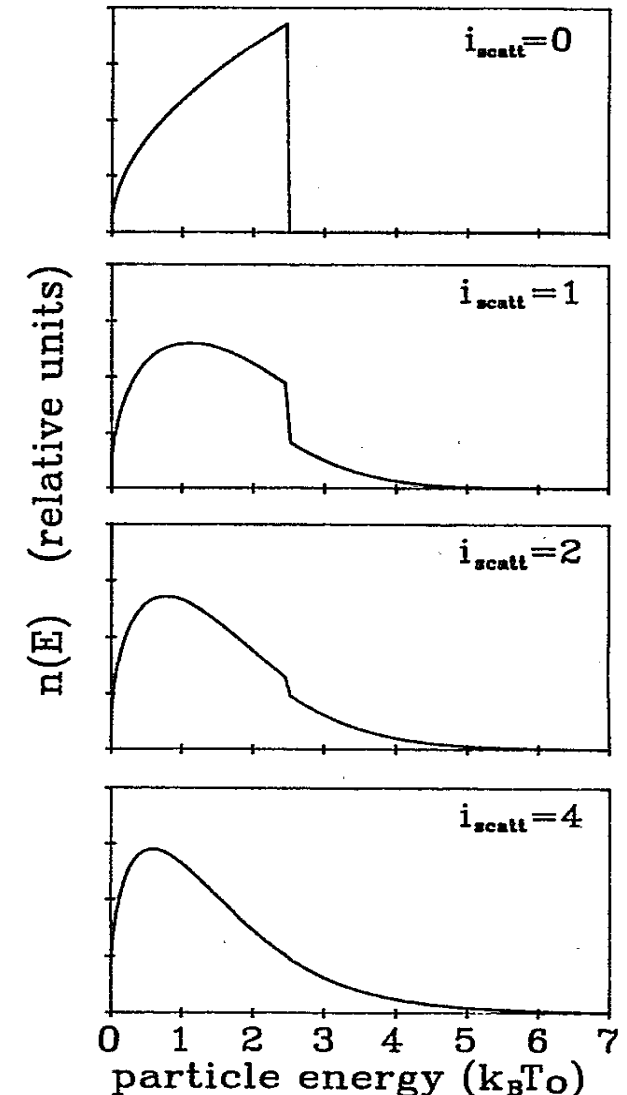 i_scatt=0
i_scatt=1
i_scatt=2
i_scatt=4
n(E) (relative units)
0 1 2 3 4 5 6 7
particle energy (k_BTo)